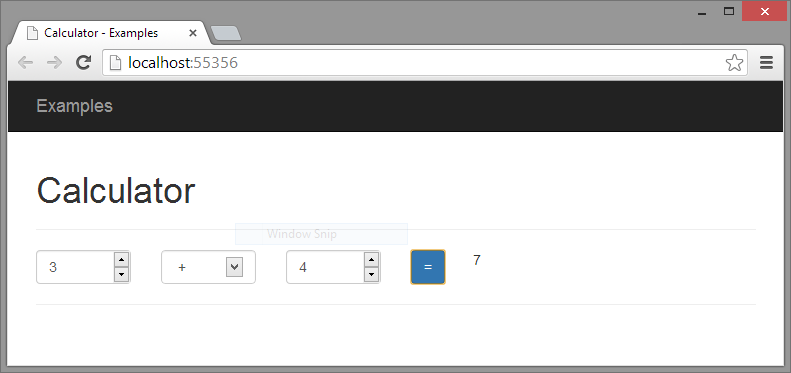 Calculator - Examples
localhost:55356
Examples
Calculator
Window Snip
3 + 4 = 7